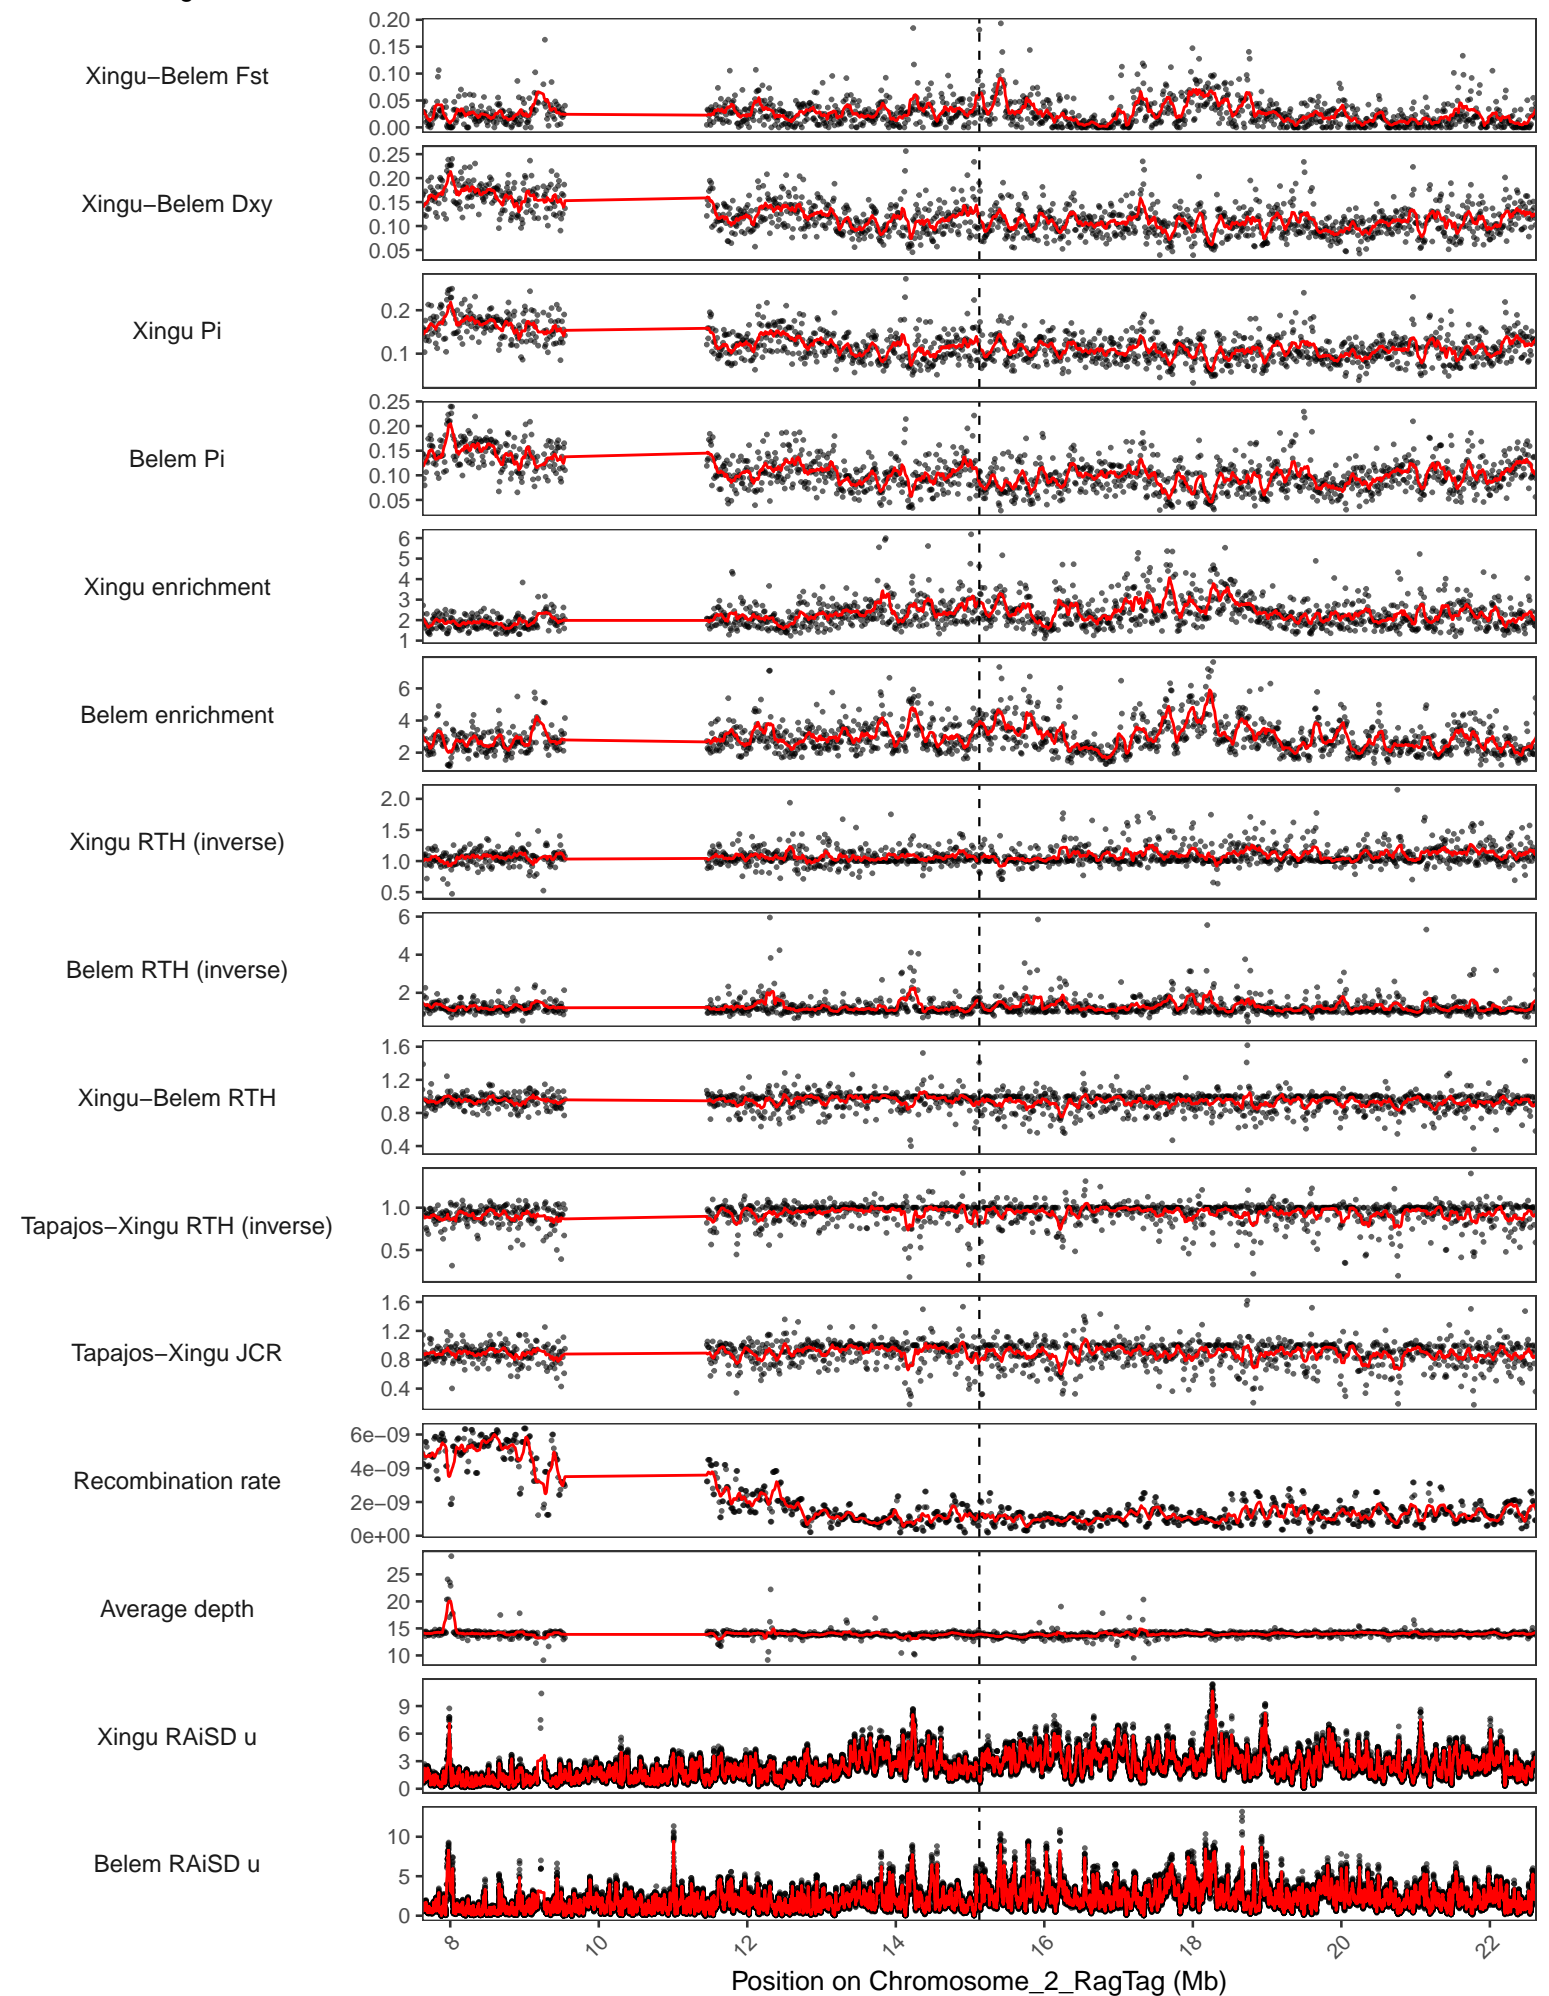 Xingu−Belem Fst
0.20
0.15
0.10
0.05
0.00
Xingu−Belem Dxy
0.25
0.20
0.15
0.10
0.05
Xingu Pi
0.2
0.1
Belem Pi
0.25
0.20
0.15
0.10
0.05
Xingu enrichment
6
5
4
3
2
1
Belem enrichment
6
4
2
Xingu RTH (inverse)
2.0
1.5
1.0
0.5
Belem RTH (inverse)
6
4
2
Xingu−Belem RTH
1.6
1.2
0.8
0.4
Tapajos−Xingu RTH (inverse)
1.0
0.5
Tapajos−Xingu JCR
1.6
1.2
0.8
0.4
Recombination rate
6e−09
4e−09
2e−09
0e+00
Average depth
25
20
15
10
Xingu RAiSD u
9
6
3
0
Belem RAiSD u
10
5
0
8 10 12 14 16 18 20 22
Position on Chromosome_2_RagTag (Mb)